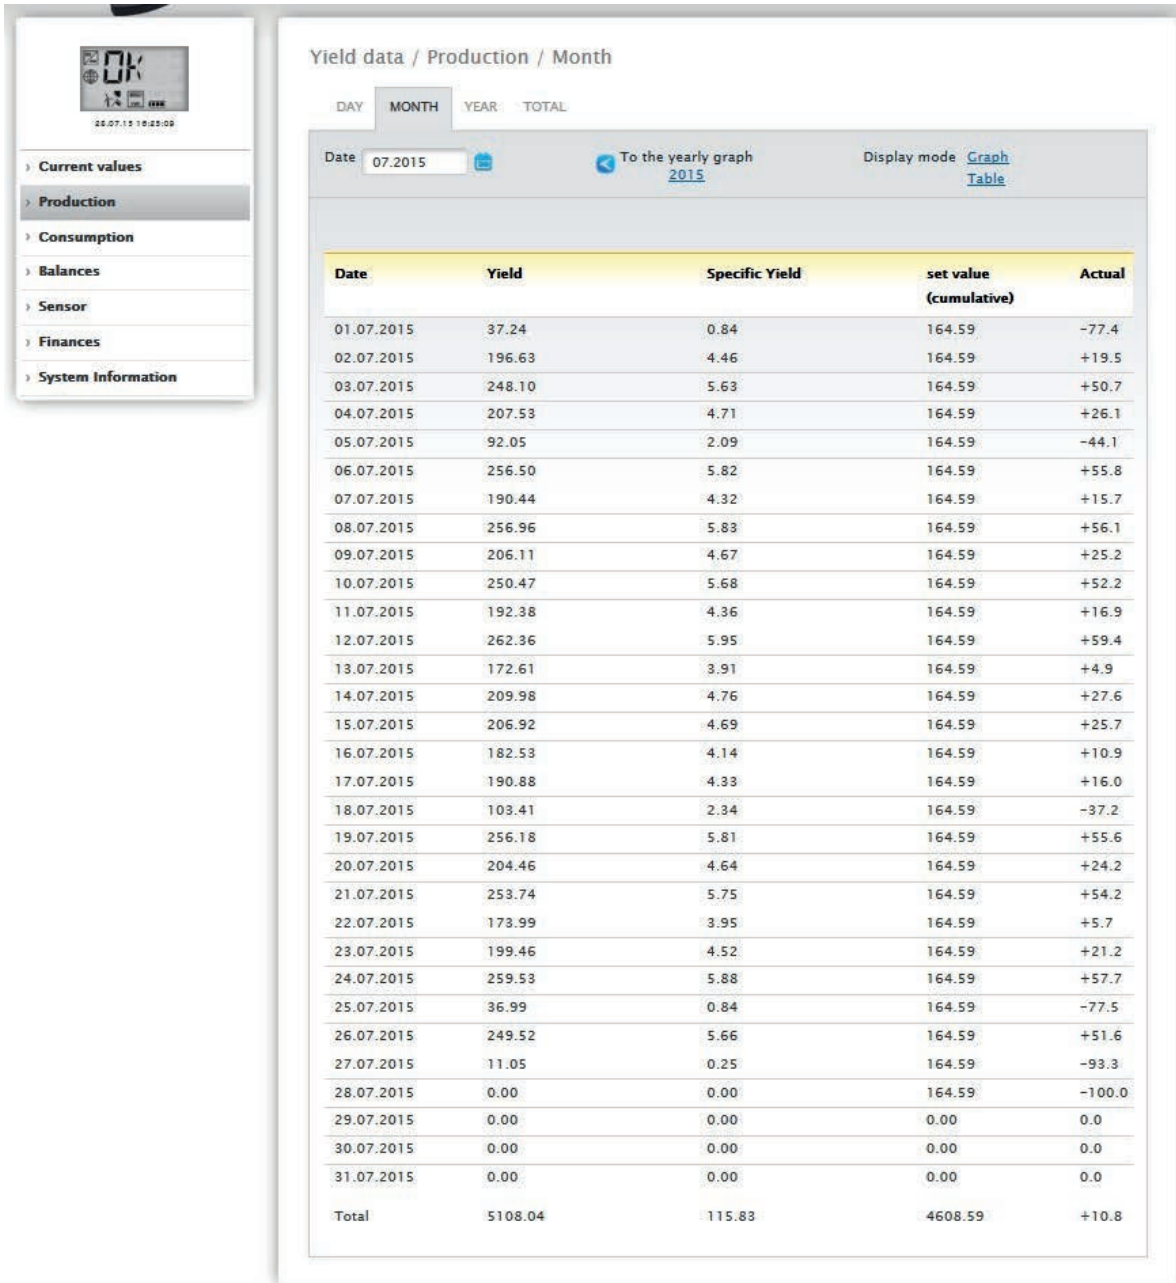 OK
28.07.15 16:25:09
Current values
Production
Consumption
Balances
Sensor
Finances
System Information
Yield data / Production / Month
DAY MONTH YEAR TOTAL
Date 07.2015 To the yearly graph Display mode Graph
2015 Table
Date Yield Specific Yield set value Actual
(cumulative)
01.07.2015 37.24 0.84 164.59 -77.4
02.07.2015 196.63 4.46 164.59 +19.5
03.07.2015 248.10 5.63 164.59 +50.7
04.07.2015 207.53 4.71 164.59 +26.1
05.07.2015 92.05 2.09 164.59 -44.1
06.07.2015 256.50 5.82 164.59 +55.8
07.07.2015 190.44 4.32 164.59 +15.7
08.07.2015 256.96 5.83 164.59 +56.1
09.07.2015 206.11 4.67 164.59 +25.2
10.07.2015 250.47 5.68 164.59 +52.2
11.07.2015 192.38 4.36 164.59 +16.9
12.07.2015 262.36 5.95 164.59 +59.4
13.07.2015 172.61 3.91 164.59 +4.9
14.07.2015 209.98 4.76 164.59 +27.6
15.07.2015 206.92 4.69 164.59 +25.7
16.07.2015 182.53 4.14 164.59 +10.9
17.07.2015 190.88 4.33 164.59 +16.0
18.07.2015 103.41 2.34 164.59 -37.2
19.07.2015 256.18 5.81 164.59 +55.6
20.07.2015 204.46 4.64 164.59 +24.2
21.07.2015 253.74 5.75 164.59 +54.2
22.07.2015 173.99 3.95 164.59 +5.7
23.07.2015 199.46 4.52 164.59 +21.2
24.07.2015 259.53 5.88 164.59 +57.7
25.07.2015 36.99 0.84 164.59 -77.5
26.07.2015 249.52 5.66 164.59 +51.6
27.07.2015 11.05 0.25 164.59 -93.3
28.07.2015 0.00 0.00 164.59 -100.0
29.07.2015 0.00 0.00 0.00 0.0
30.07.2015 0.00 0.00 0.00 0.0
31.07.2015 0.00 0.00 0.00 0.0
Total 5108.04 115.83 4608.59 +10.8